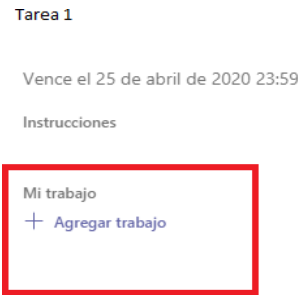 Tarea 1
Vence el 25 de abril de 2020 23:59
Instrucciones
Mi trabajo
+ Agregar trabajo